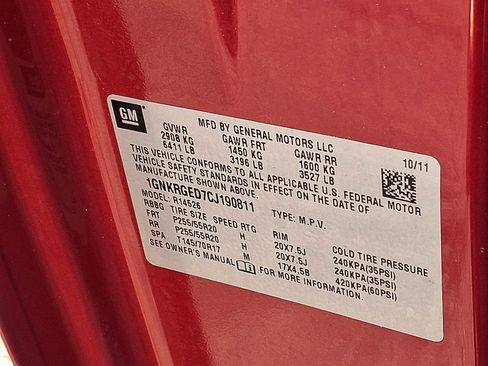 GM
MFD BY GENERAL MOTORS LLC 10/11
GVWR GAWR FRT GAWR RR
2908 KG 1450 KG 1600 KG
6411 LB 3196 LB 3527 LB
THIS VEHICLE CONFORMS TO ALL APPLICABLE U.S. FEDERAL MOTOR
VEHICLE SAFETY STANDARDS IN EFFECT ON THE DATE OF
MANUFACTURE SHOWN ABOVE.
1GNKRGED7CJ190811 TYPE: M.P.V.
MODEL: R14526
RBBG TIRE SIZE SPEED RTG RIM COLD TIRE PRESSURE
FRT P255/55R20 H 20X7.5J 240KPA(35PSI)
RR P255/55R20 H 20X7.5J 240KPA(35PSI)
SPA T145/70R17 M 17X4.5B 420KPA(60PSI)
SEE OWNER'S MANUAL FOR MORE INFORMATION.